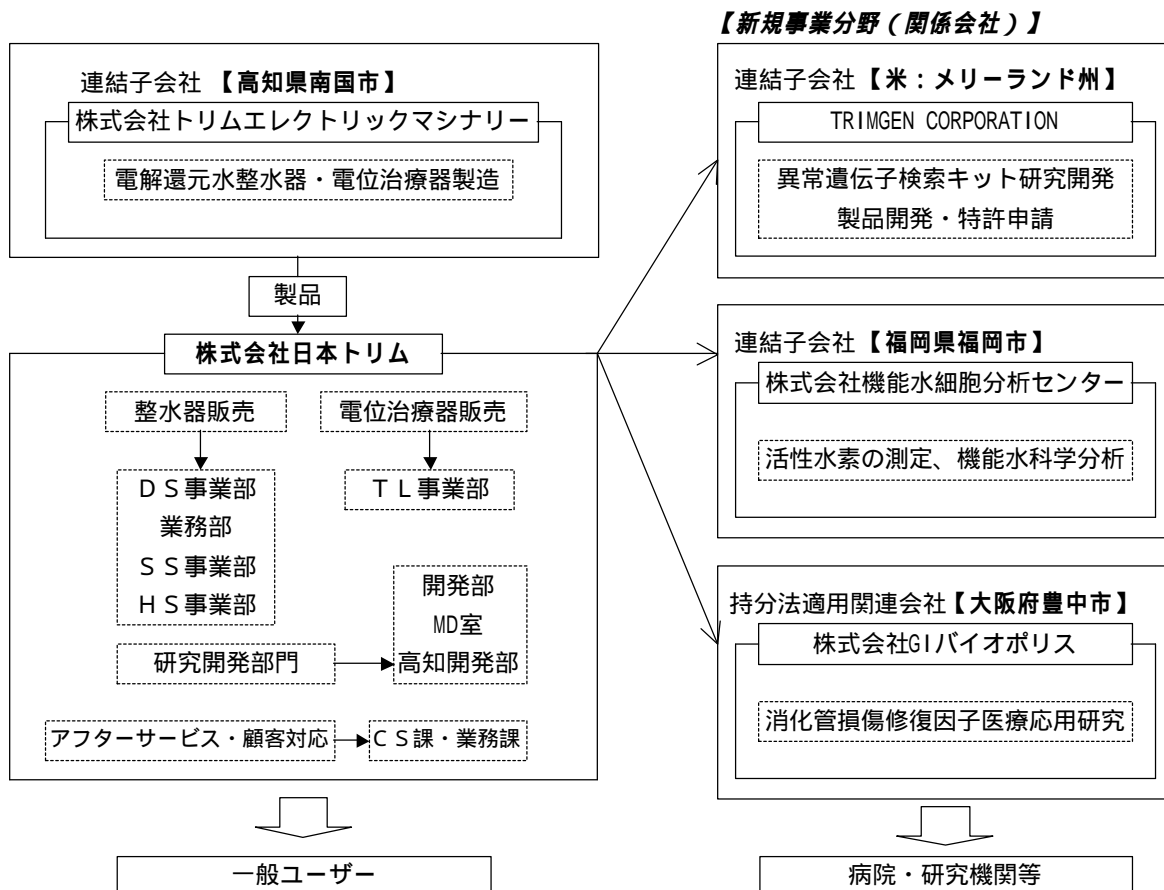 連結子会社 【高知県南国市】
株式会社トリムエレクトリックマシナリー
電解還元水整水器・電位治療器製造
製品
株式会社日本トリム
整水器販売
電位治療器販売
ＤＳ事業部
業務部
ＳＳ事業部
ＨＳ事業部
ＴＬ事業部
研究開発部門
開発部
MD室
高知開発部
アフターサービス・顧客対応
ＣＳ課・業務課
一般ユーザー
【新規事業分野（関係会社）】
連結子会社【米：メリーランド州】
TRIMGEN CORPORATION
異常遺伝子検索キット研究開発
製品開発・特許申請
連結子会社【福岡県福岡市】
株式会社機能水細胞分析センター
活性水素の測定、機能水科学分析
持分法適用関連会社【大阪府豊中市】
株式会社GIバイオポリス
消化管損傷修復因子医療応用研究
病院・研究機関等